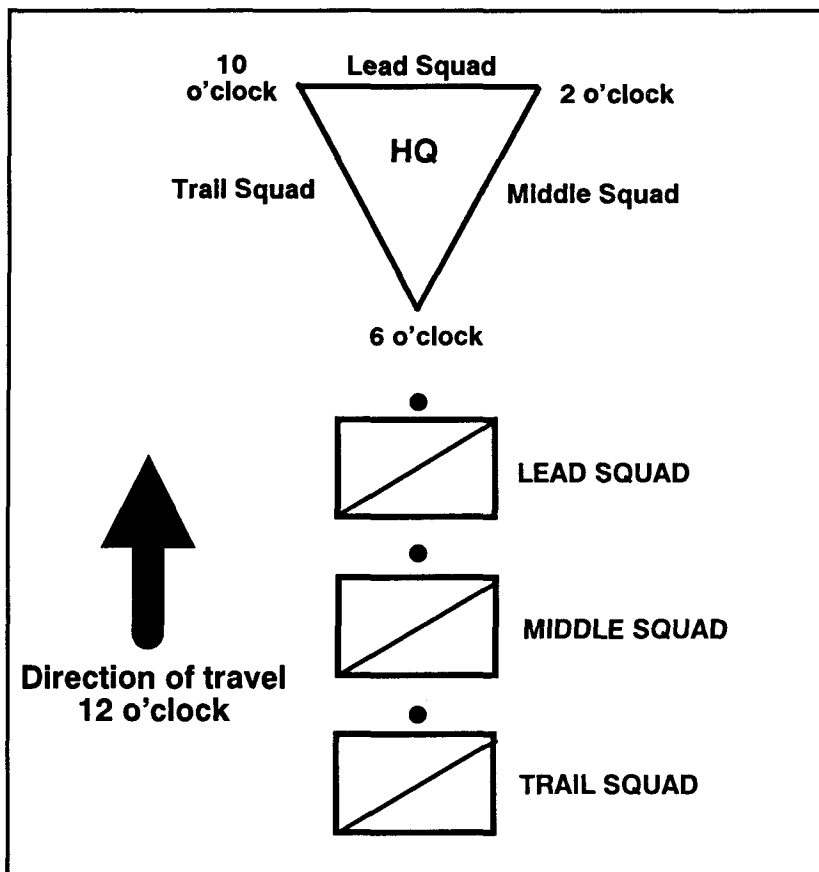 10
o'clock
Lead Squad
2 o'clock
HQ
Trail Squad
Middle Squad
6 o'clock
LEAD SQUAD
MIDDLE SQUAD
Direction of travel
12 o'clock
TRAIL SQUAD